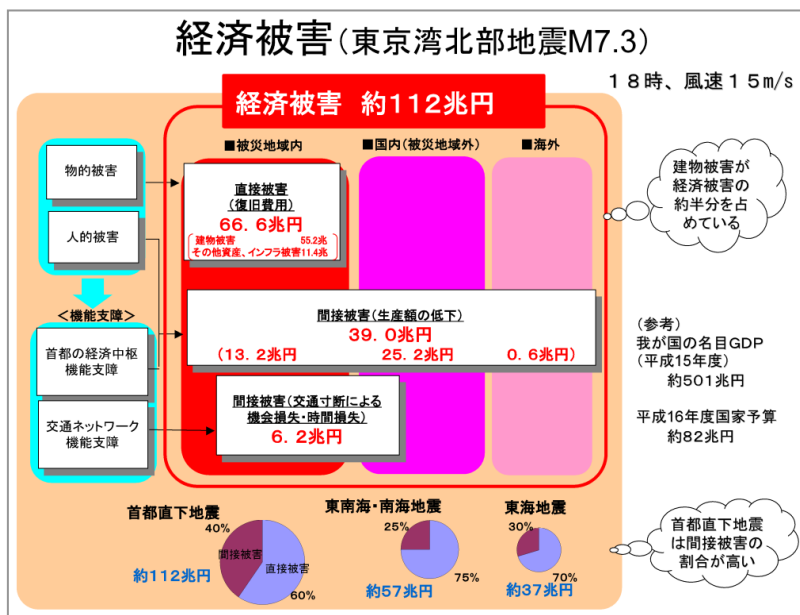 経済被害（東京湾北部地震M7.3）
１８時、風速１５m/s
経済被害　約１１２兆円
■被災地域内
■国内（被災地域外）
■海外
物的被害
人的被害
＜機能支障＞
首都の経済中枢
機能支障
交通ネットワーク
機能支障
直接被害
（復旧費用）
６６．６兆円
建物被害　55.2兆
その他資産、インフラ被害11.4兆
間接被害（生産額の低下）
３９．０兆円
（１３．２兆円　２５．２兆円　０．６兆円）
間接被害（交通寸断による
機会損失・時間損失）
６．２兆円
建物被害が
経済被害の
約半分を占
めている
（参考）
我が国の名目GDP
（平成15年度）
約501兆円
平成16年度国家予算
約82兆円
首都直下地震
40%
間接被害
直接被害
60%
約112兆円
東南海・南海地震
25%
75%
約57兆円
東海地震
30%
70%
約37兆円
首都直下地震
は間接被害の
割合が高い